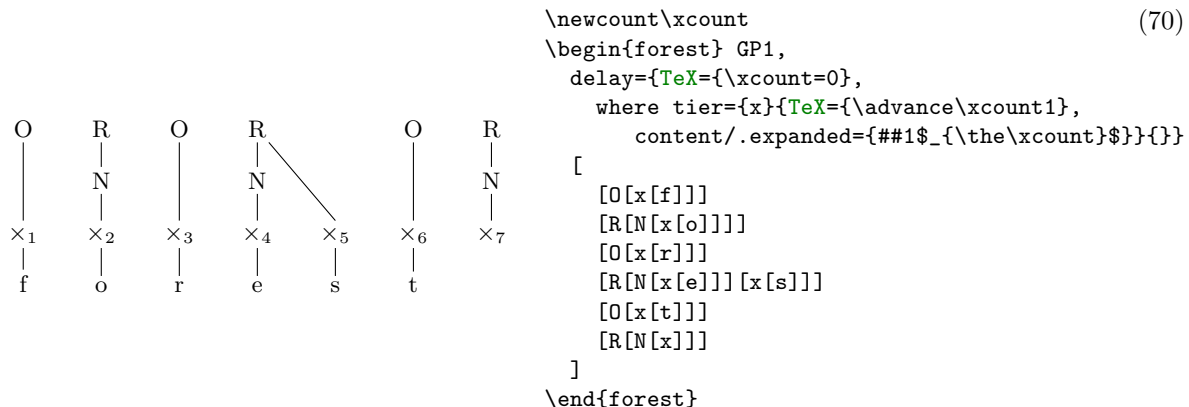 O R O R O R
N N N
×₁ ×₂ ×₃ ×₄ ×₅ ×₆ ×₇
f o r e s t
\newcount\xcount (70)
\begin{forest} GP1,
  delay={TeX={\xcount=0},
    where tier={x}{TeX={\advance\xcount1},
       content/.expanded={##1$_{\the\xcount}$}}{}}
  [
    [O[x[f]]]
    [R[N[x[o]]]]
    [O[x[r]]]
    [R[N[x[e]]][x[s]]]
    [O[x[t]]]
    [R[N[x]]]
  ]
\end{forest}